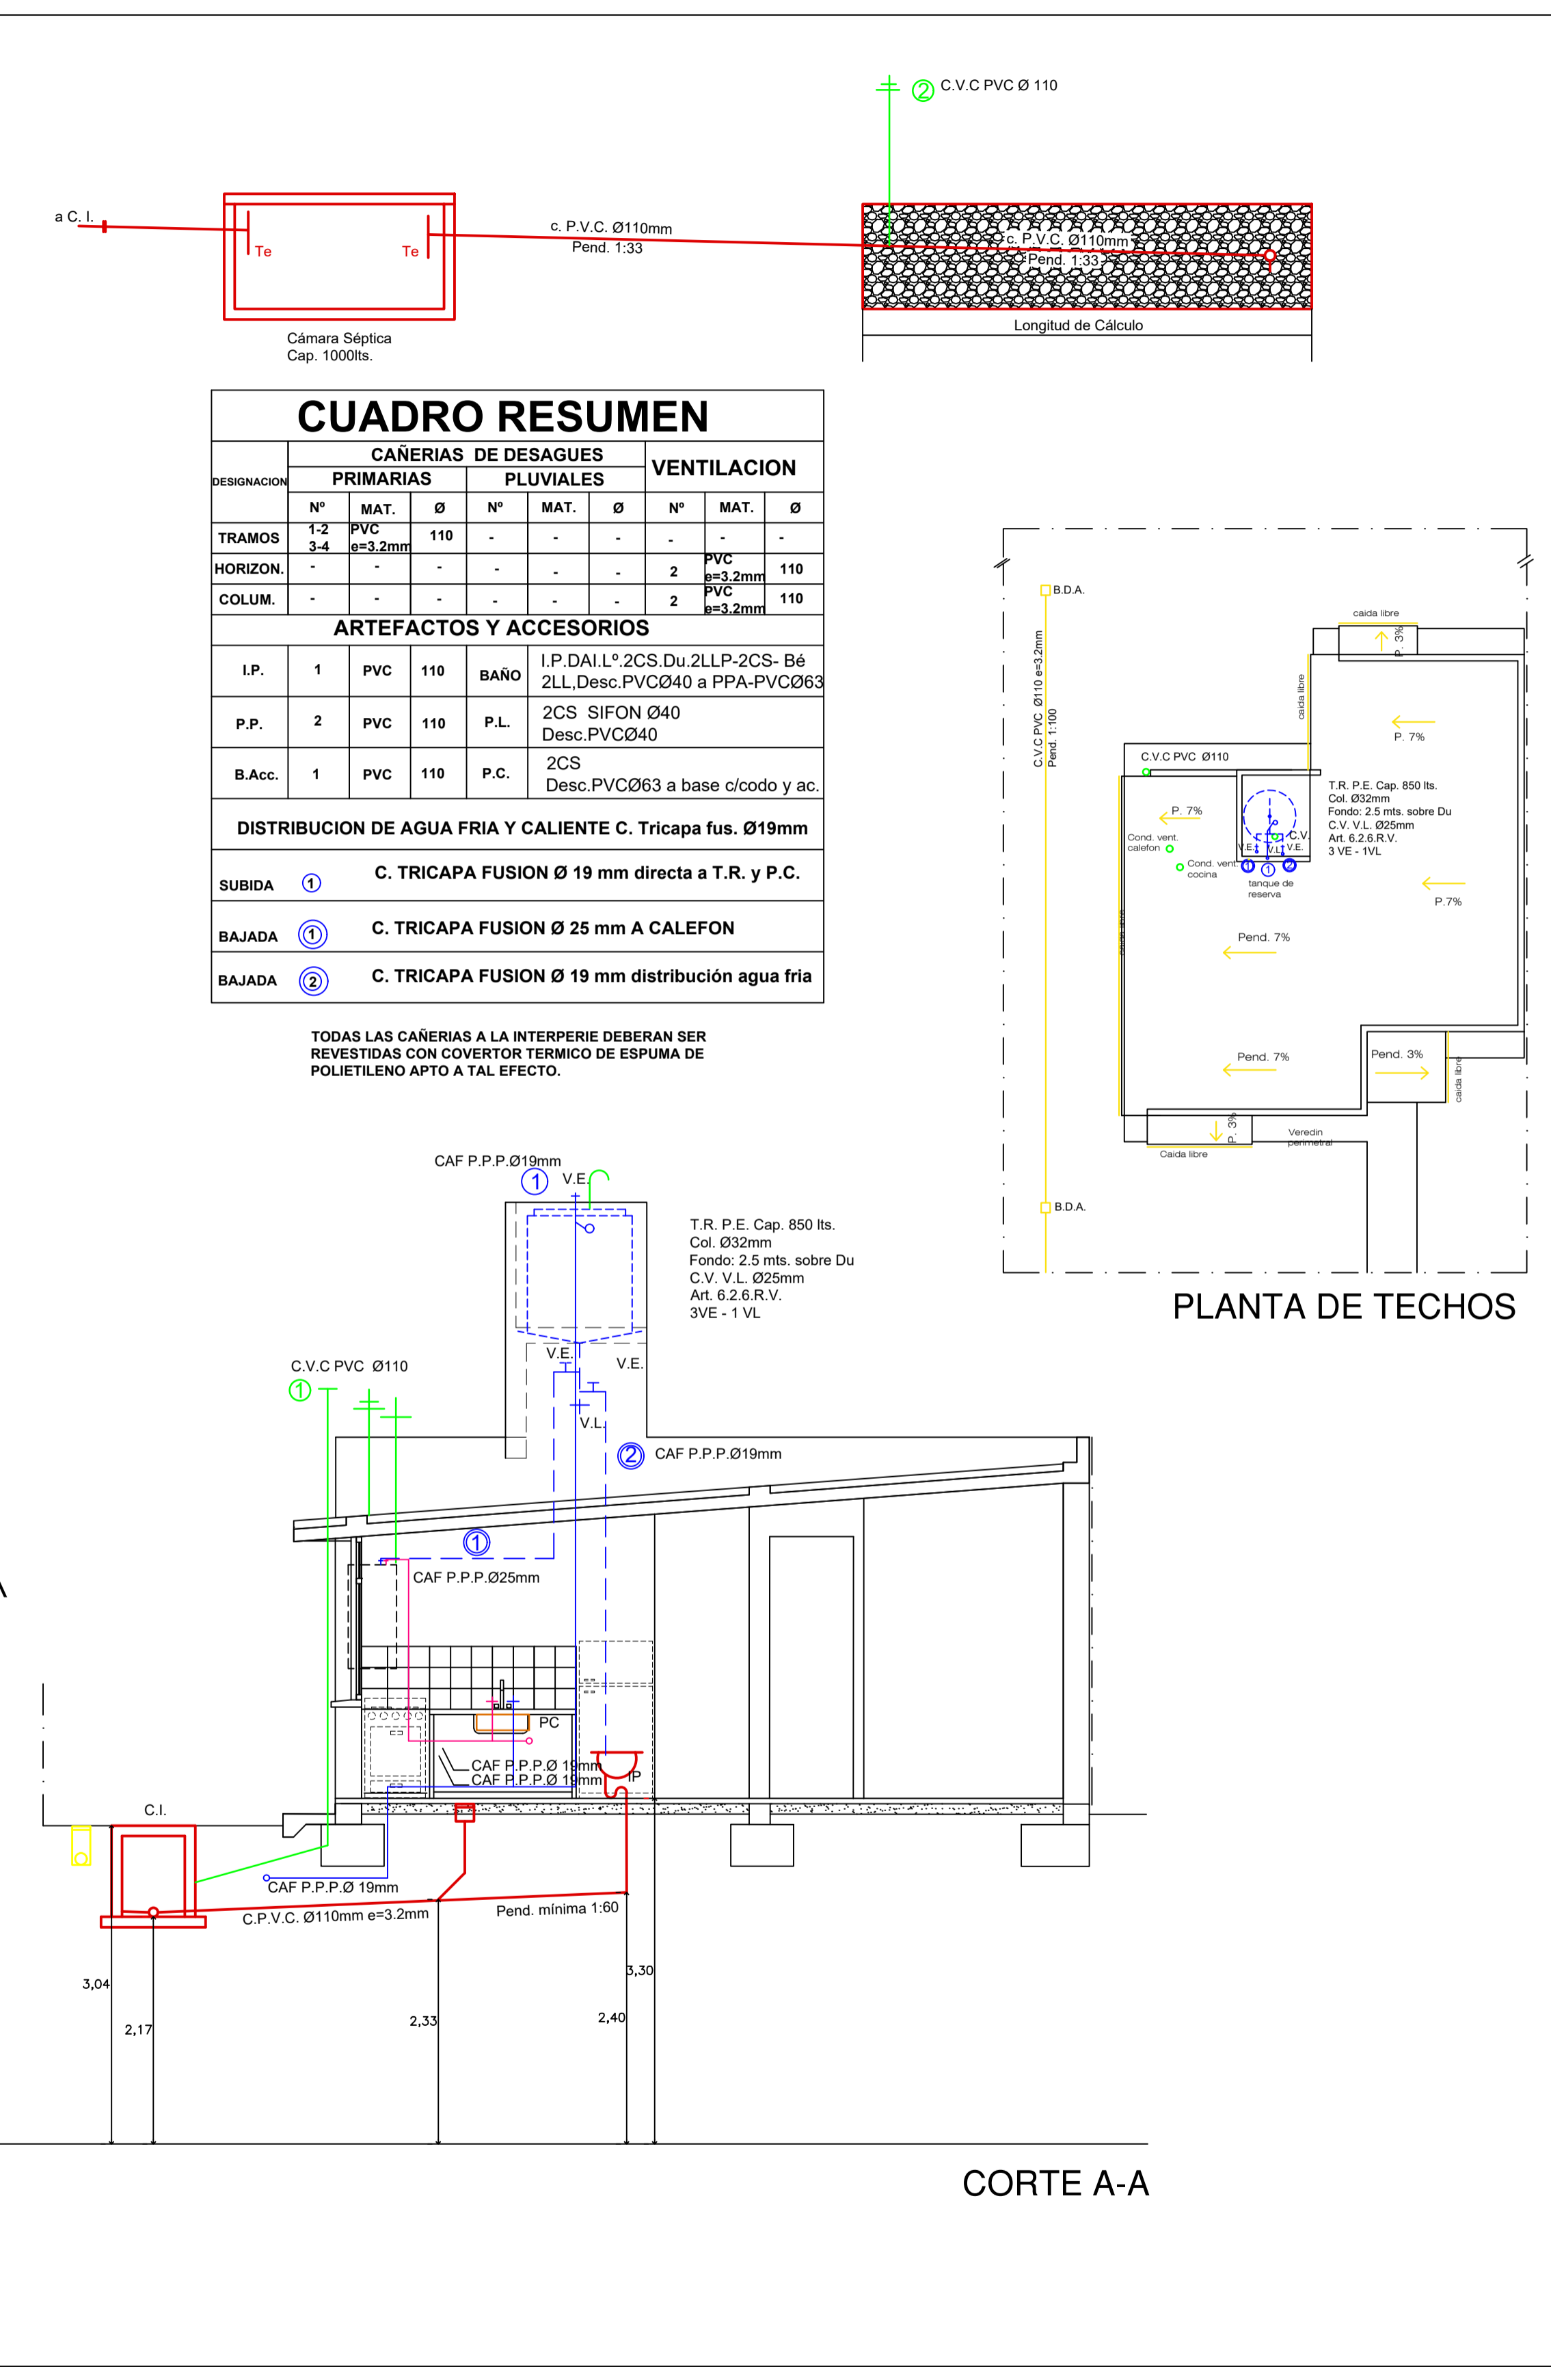 C.V.C PVC Ø 110
2
a C. I.
Te
Te
c. P.V.C. Ø110mm
Pend. 1:33
c. P.V.C. Ø110mm
Pend. 1:33
Cámara Séptica
Cap. 1000lts.
Longitud de Cálculo
CUADRO RESUMEN
DESIGNACION
CAÑERIAS DE DESAGUES
VENTILACION
PRIMARIAS
PLUVIALES
Nº MAT. Ø Nº MAT. Ø Nº MAT. Ø
TRAMOS 1-2 3-4 PVC e=3.2mm 110 - - - - - -
HORIZON. - - - - - - 2 PVC e=3.2mm 110
COLUM. - - - - - - 2 PVC e=3.2mm 110
ARTEFACTOS Y ACCESORIOS
I.P. 1 PVC 110 BAÑO I.P.DAI.Lº.2CS.Du.2LLP-2CS- Bé
2LL,Desc.PVCØ40 a PPA-PVCØ63
P.P. 2 PVC 110 P.L. 2CS SIFON Ø40
Desc.PVCØ40
B.Acc. 1 PVC 110 P.C. 2CS
Desc.PVCØ63 a base c/codo y ac.
DISTRIBUCION DE AGUA FRIA Y CALIENTE C. Tricapa fus. Ø19mm
SUBIDA 1 C. TRICAPA FUSION Ø 19 mm directa a T.R. y P.C.
BAJADA 1 C. TRICAPA FUSION Ø 25 mm A CALEFON
BAJADA 2 C. TRICAPA FUSION Ø 19 mm distribución agua fria
TODAS LAS CAÑERIAS A LA INTERPERIE DEBERAN SER
REVESTIDAS CON COVERTOR TERMICO DE ESPUMA DE
POLIETILENO APTO A TAL EFECTO.
B.D.A.
C.V.C PVC Ø110 e=3.2mm
Pend. 1:100
caida libre
P. 3%
caida libre
P. 7%
C.V.C PVC Ø110
P. 7%
Cond. vent.
calefon
Cond. vent.
cocina
C.V.
V.E.
V.L.
V.E.
1
1
2
tanque de
reserva
T.R. P.E. Cap. 850 lts.
Col. Ø32mm
Fondo: 2.5 mts. sobre Du
C.V. V.L. Ø25mm
Art. 6.2.6.R.V.
3 VE - 1VL
P.7%
caida libre
Pend. 7%
Pend. 7%
Pend. 3%
caida libre
P. 3%
Veredin
perimetral
Caida libre
B.D.A.
PLANTA DE TECHOS
CAF P.P.P.Ø19mm
1
V.E.
T.R. P.E. Cap. 850 lts.
Col. Ø32mm
Fondo: 2.5 mts. sobre Du
C.V. V.L. Ø25mm
Art. 6.2.6.R.V.
3VE - 1 VL
V.E.
V.E.
C.V.C PVC Ø110
1
V.L.
2
CAF P.P.P.Ø19mm
1
CAF P.P.P.Ø25mm
PC
CAF P.P.P.Ø 19mm
CAF P.P.P.Ø 19mm
IP
C.I.
CAF P.P.P.Ø 19mm
C.P.V.C. Ø110mm e=3.2mm
Pend. mínima 1:60
3,04
2,17
2,33
2,40
3,30
CORTE A-A